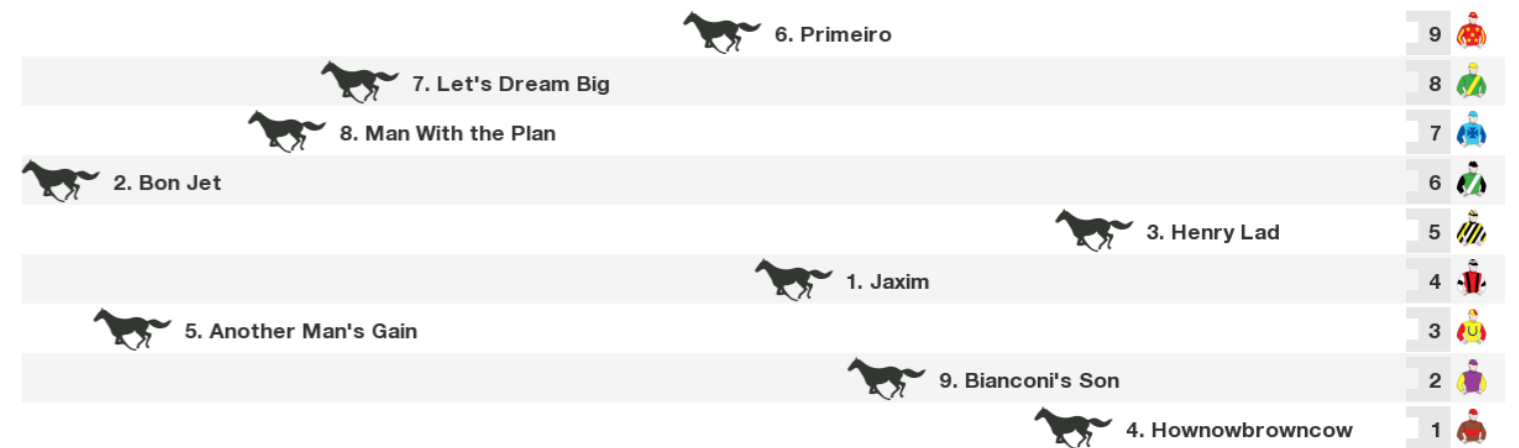 6. Primeiro 9
7. Let's Dream Big 8
8. Man With the Plan 7
2. Bon Jet 6
3. Henry Lad 5
1. Jaxim 4
5. Another Man's Gain 3
9. Bianconi's Son 2
4. Hownowbrowncow 1